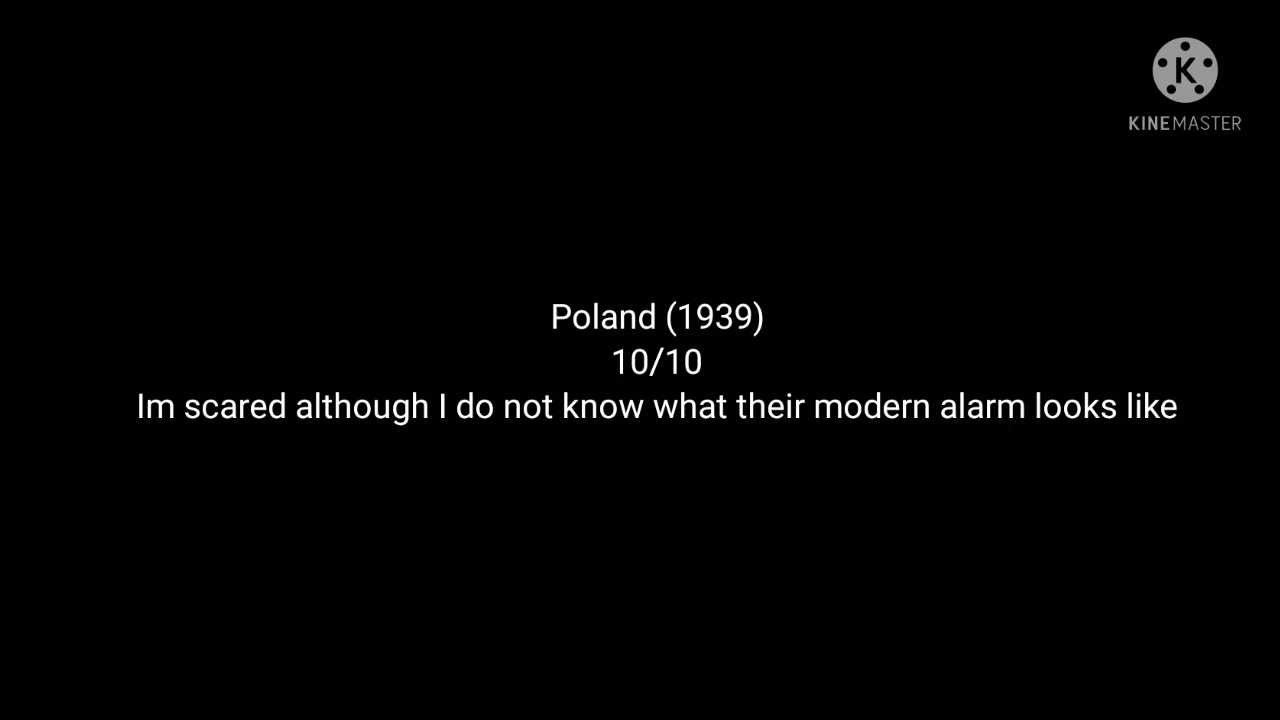 K
KINEMASTER
Poland (1939)
10/10
Im scared although I do not know what their modern alarm looks like